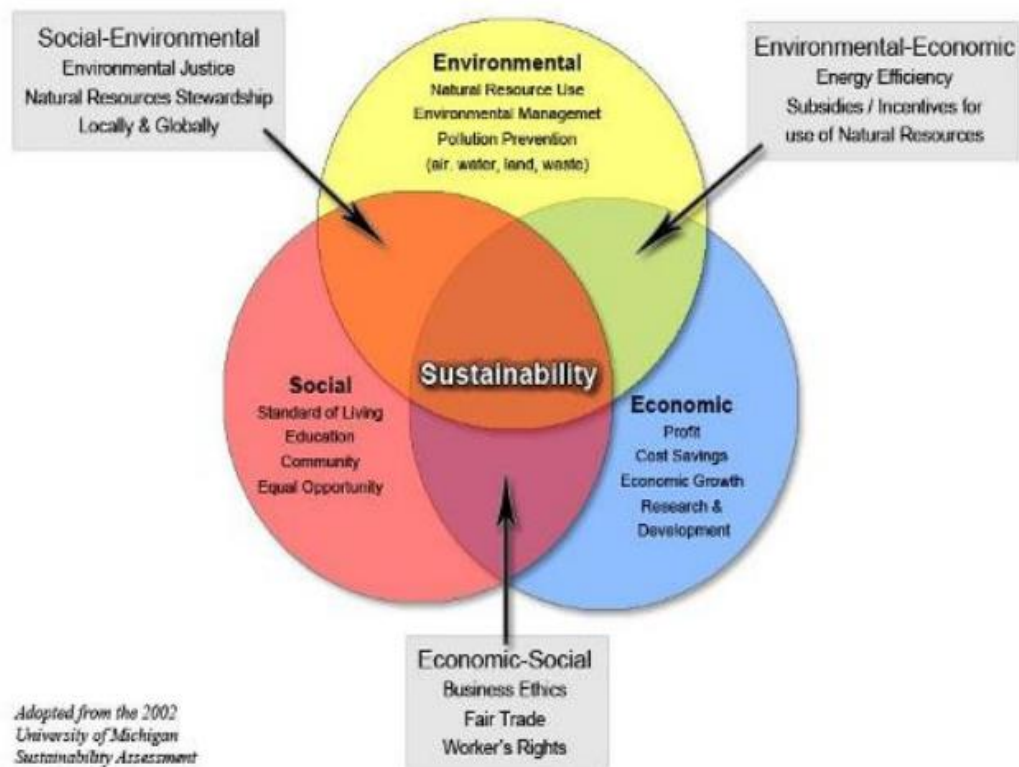 Social-Environmental
Environmental Justice
Natural Resources Stewardship
Locally & Globally
Environmental
Natural Resource Use
Environmental Managemet
Pollution Prevention
(air, water, land, waste)
Environmental-Economic
Energy Efficiency
Subsidies / Incentives for
use of Natural Resources
Sustainability
Social
Standard of Living
Education
Community
Equal Opportunity
Economic
Profit
Cost Savings
Economic Growth
Research &
Development
Economic-Social
Business Ethics
Fair Trade
Worker's Rights
Adopted from the 2002
University of Michigan
Sustainability Assessment